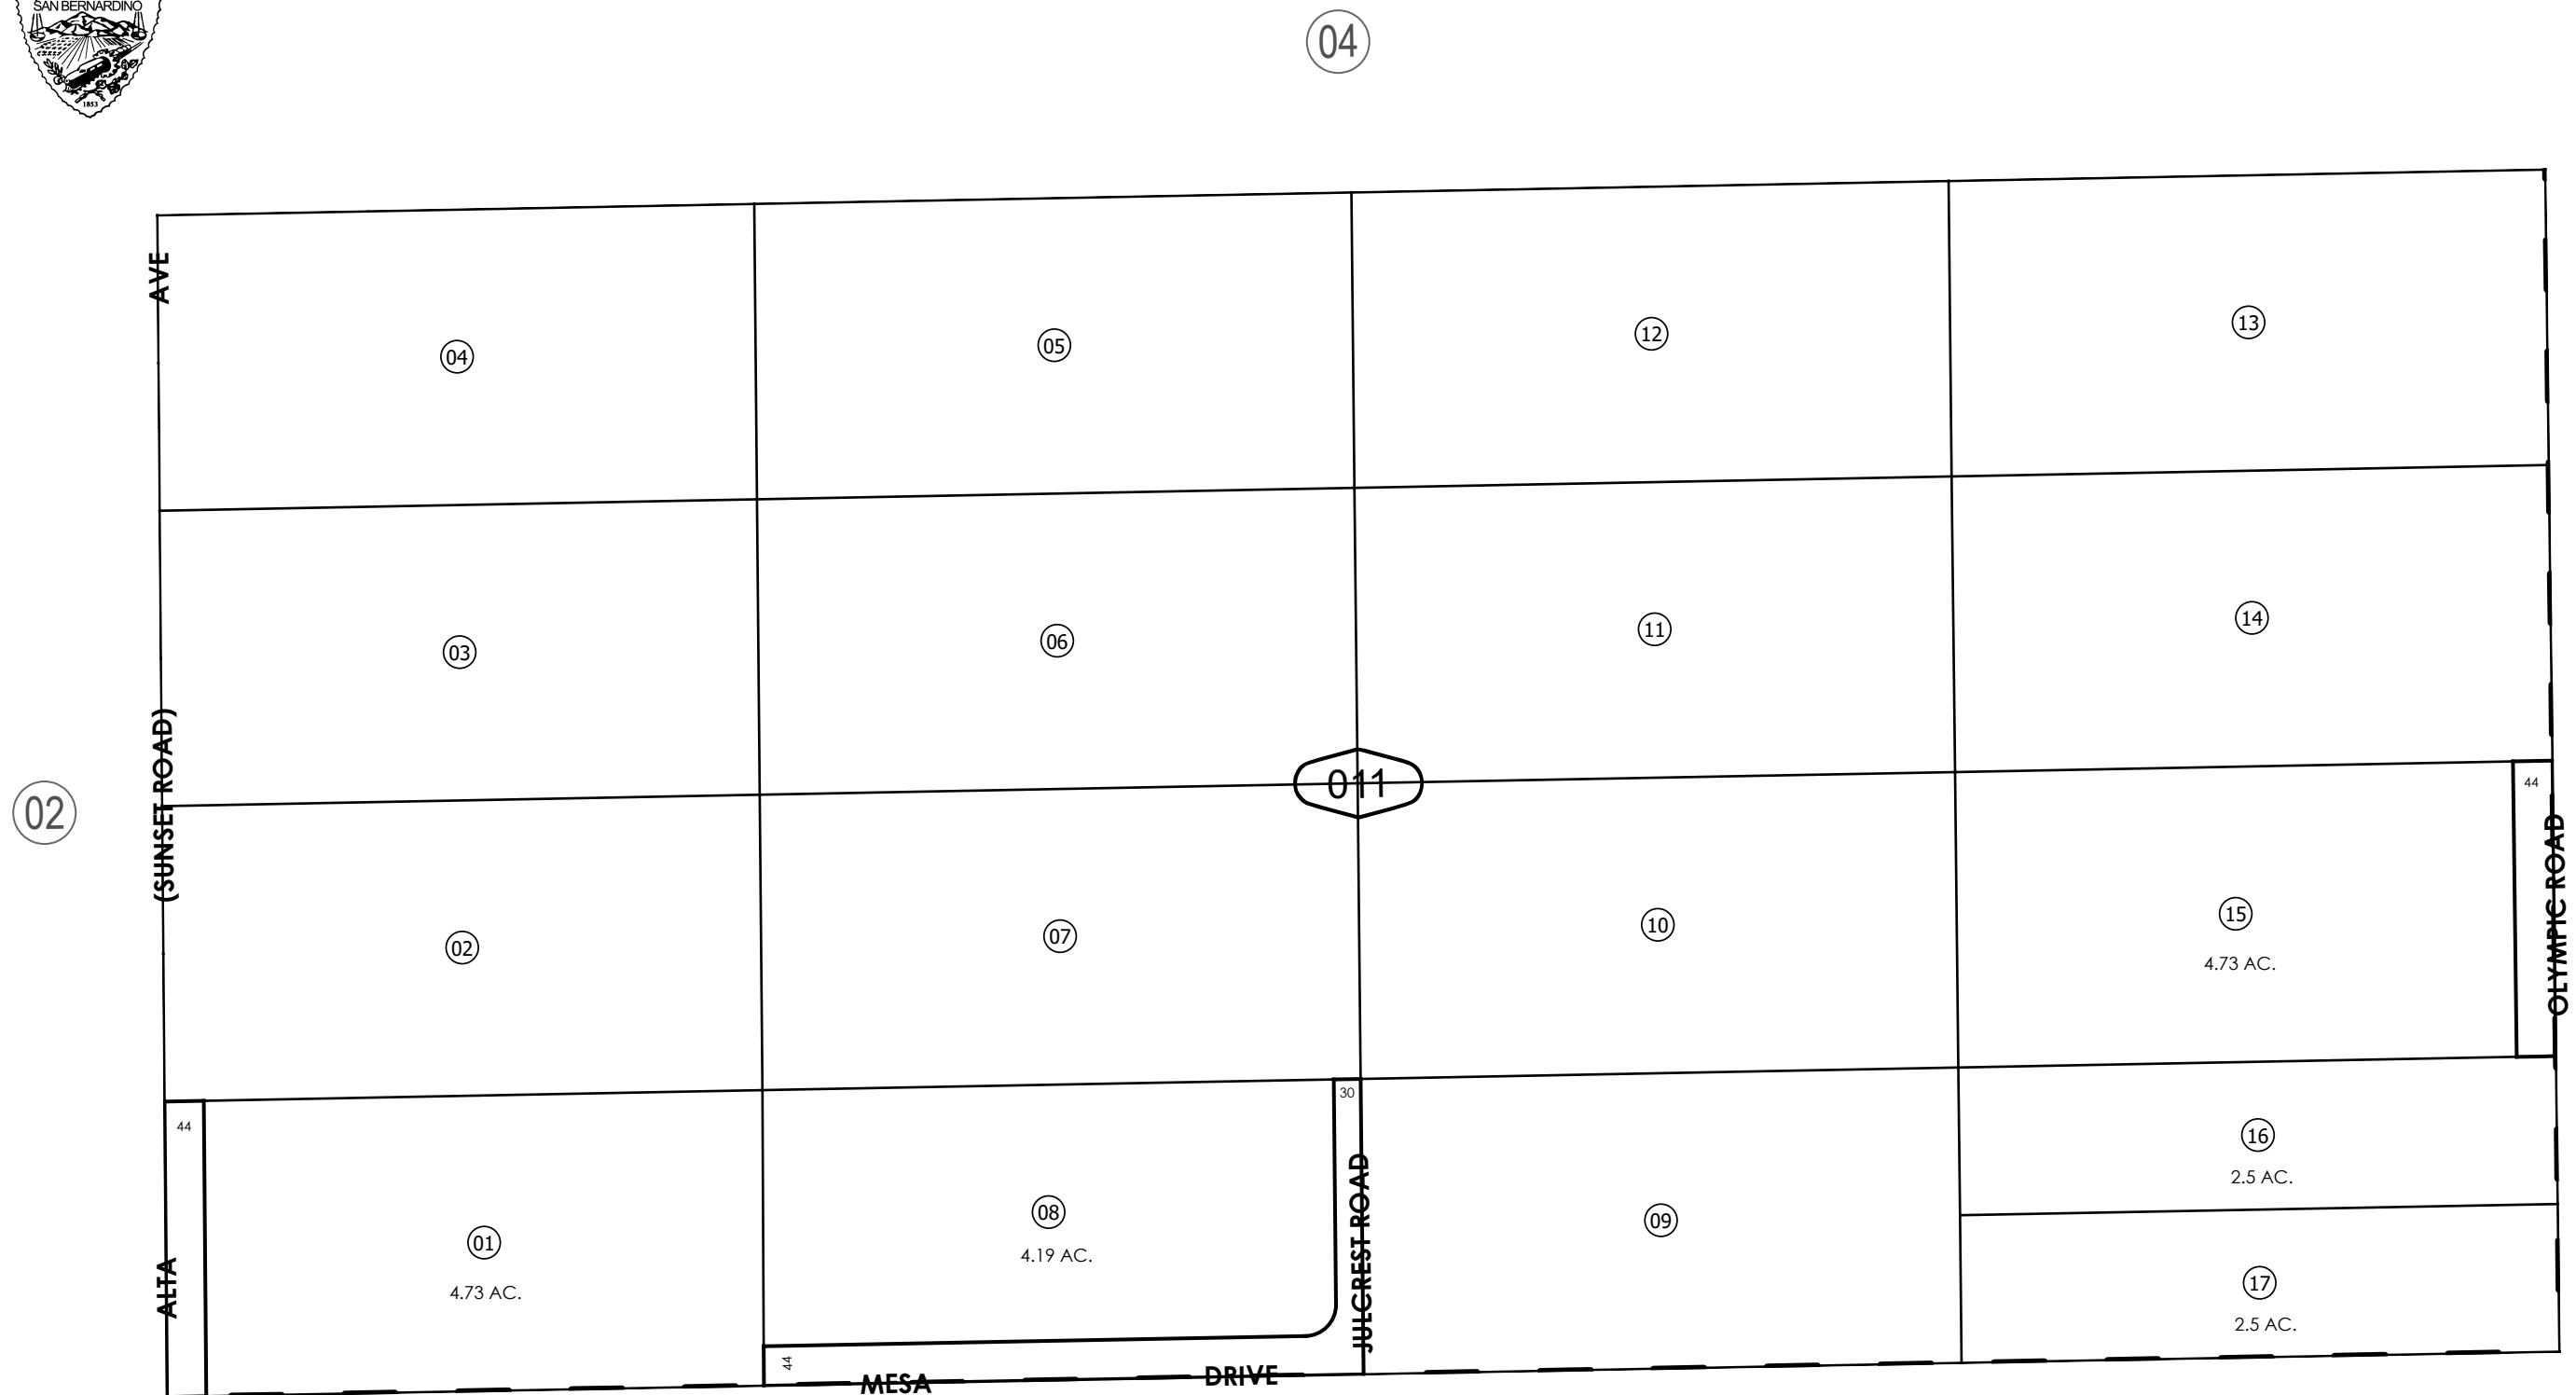 SAN BERNARDINO
1853
04
AVE
04
05
12
13
03
06
11
14
(SUNSET ROAD)
011
02
44
OLYMPIC ROAD
02
07
10
15
4.73 AC.
44
30
ALTA
01
4.73 AC.
08
4.19 AC.
JULCREST ROAD
09
16
2.5 AC.
17
2.5 AC.
44
MESA DRIVE